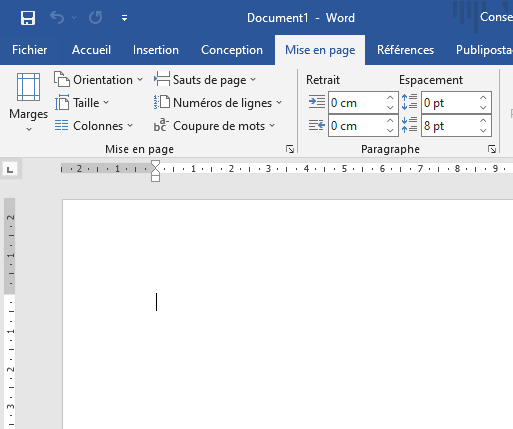 Document1 - Word
Conse
Fichier Accueil Insertion Conception Mise en page Références Publiposta
Marges
Orientation
Taille
Colonnes
Sauts de page
Numéros de lignes
Coupure de mots
Mise en page
Retrait Espacement
0 cm 0 pt
0 cm 8 pt
Paragraphe
2 1 1 2 3 4 5 6 7 8 9
2
1
1
2
3